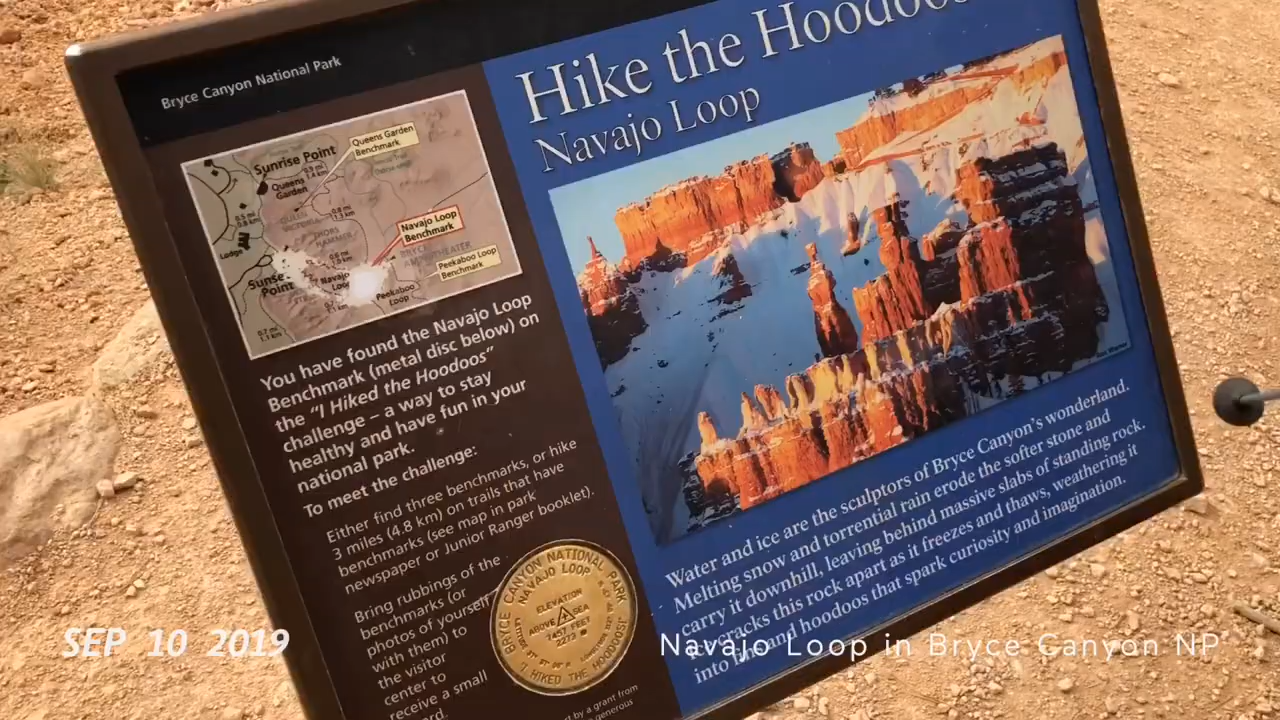 Bryce Canyon National Park
Hike the Hoodoos
Navajo Loop
Queens Garden
Benchmark
Sunrise Point
Queens
Garden
Navajo Loop
Benchmark
Peekaboo Loop
Benchmark
Lodge
Peekaboo
Loop
You have found the Navajo Loop
Benchmark (metal disc below) on
the "I Hiked the Hoodoos"
challenge – a way to stay
healthy and have fun in your
national park.
To meet the challenge:
Either find three benchmarks, or hike
3 miles (4.8 km) on trails that have
benchmarks (see map in park
newspaper or Junior Ranger booklet).
Bring rubbings of the
benchmarks (or
photos of yourself
with them) to
the visitor
center to
receive a small
BRYCE CANYON NATIONAL PARK
NAVAJO LOOP
ELEVATION
ABOVE SEA
FEET
I HIKED THE HOODOOS
Water and ice are the sculptors of Bryce Canyon's wonderland.
Melting snow and torrential rain erode the softer stone and
carry it downhill, leaving behind massive slabs of standing rock.
Ice cracks this rock apart as it freezes and thaws, weathering it
into fins and hoodoos that spark curiosity and imagination.
SEP 10 2019
Navajo Loop in Bryce Canyon NP